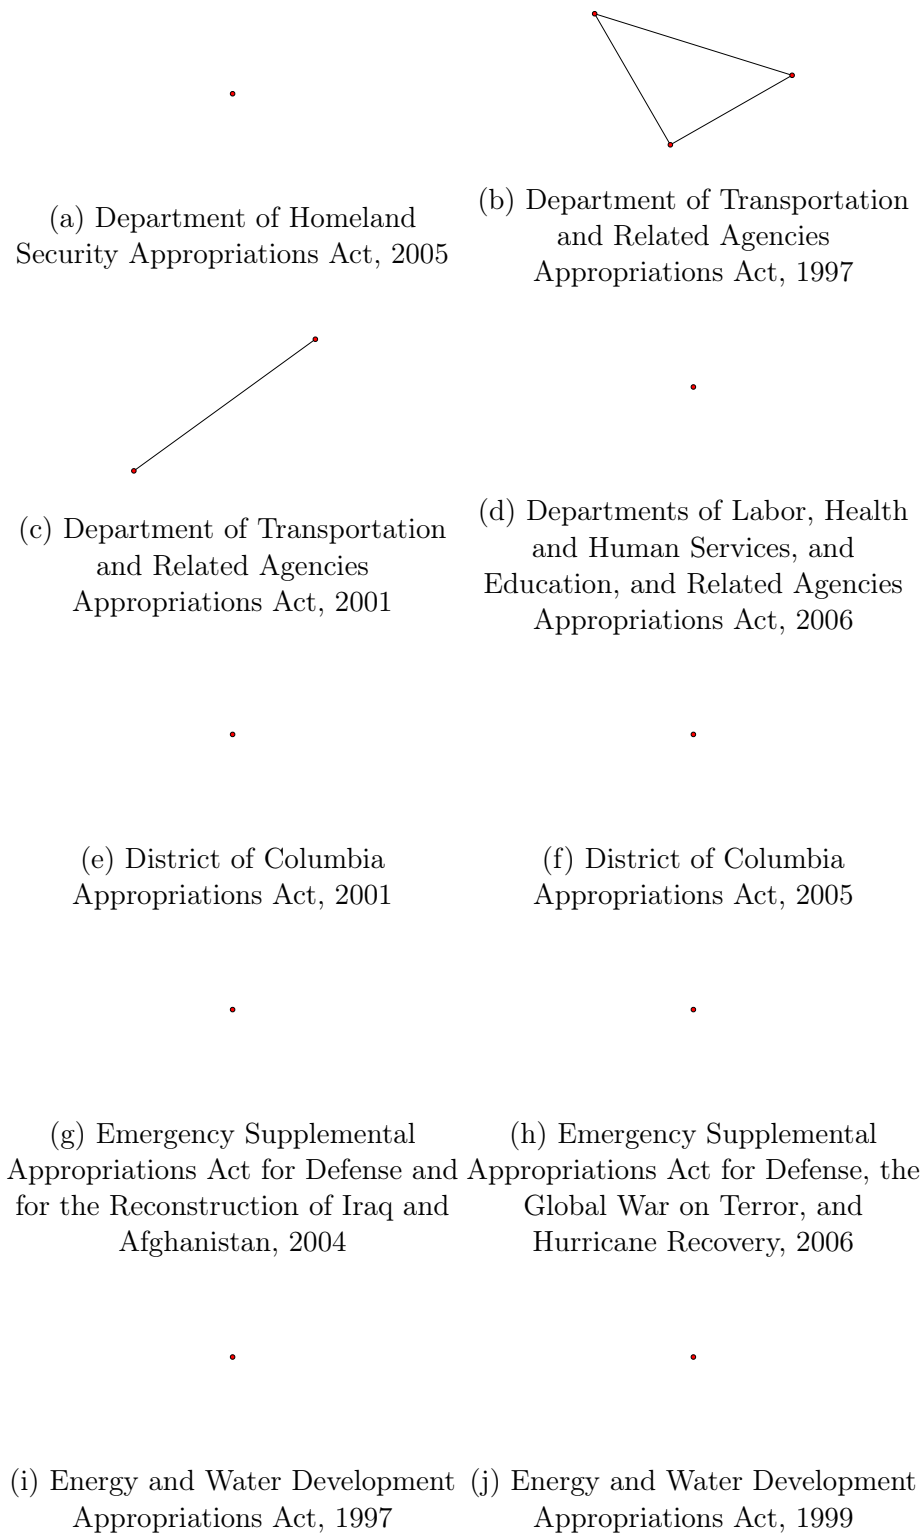 (a) Department of Homeland
Security Appropriations Act, 2005
(b) Department of Transportation
and Related Agencies
Appropriations Act, 1997
(c) Department of Transportation
and Related Agencies
Appropriations Act, 2001
(d) Departments of Labor, Health
and Human Services, and
Education, and Related Agencies
Appropriations Act, 2006
(e) District of Columbia
Appropriations Act, 2001
(f) District of Columbia
Appropriations Act, 2005
(g) Emergency Supplemental
Appropriations Act for Defense and
for the Reconstruction of Iraq and
Afghanistan, 2004
(h) Emergency Supplemental
Appropriations Act for Defense, the
Global War on Terror, and
Hurricane Recovery, 2006
(i) Energy and Water Development
Appropriations Act, 1997
(j) Energy and Water Development
Appropriations Act, 1999